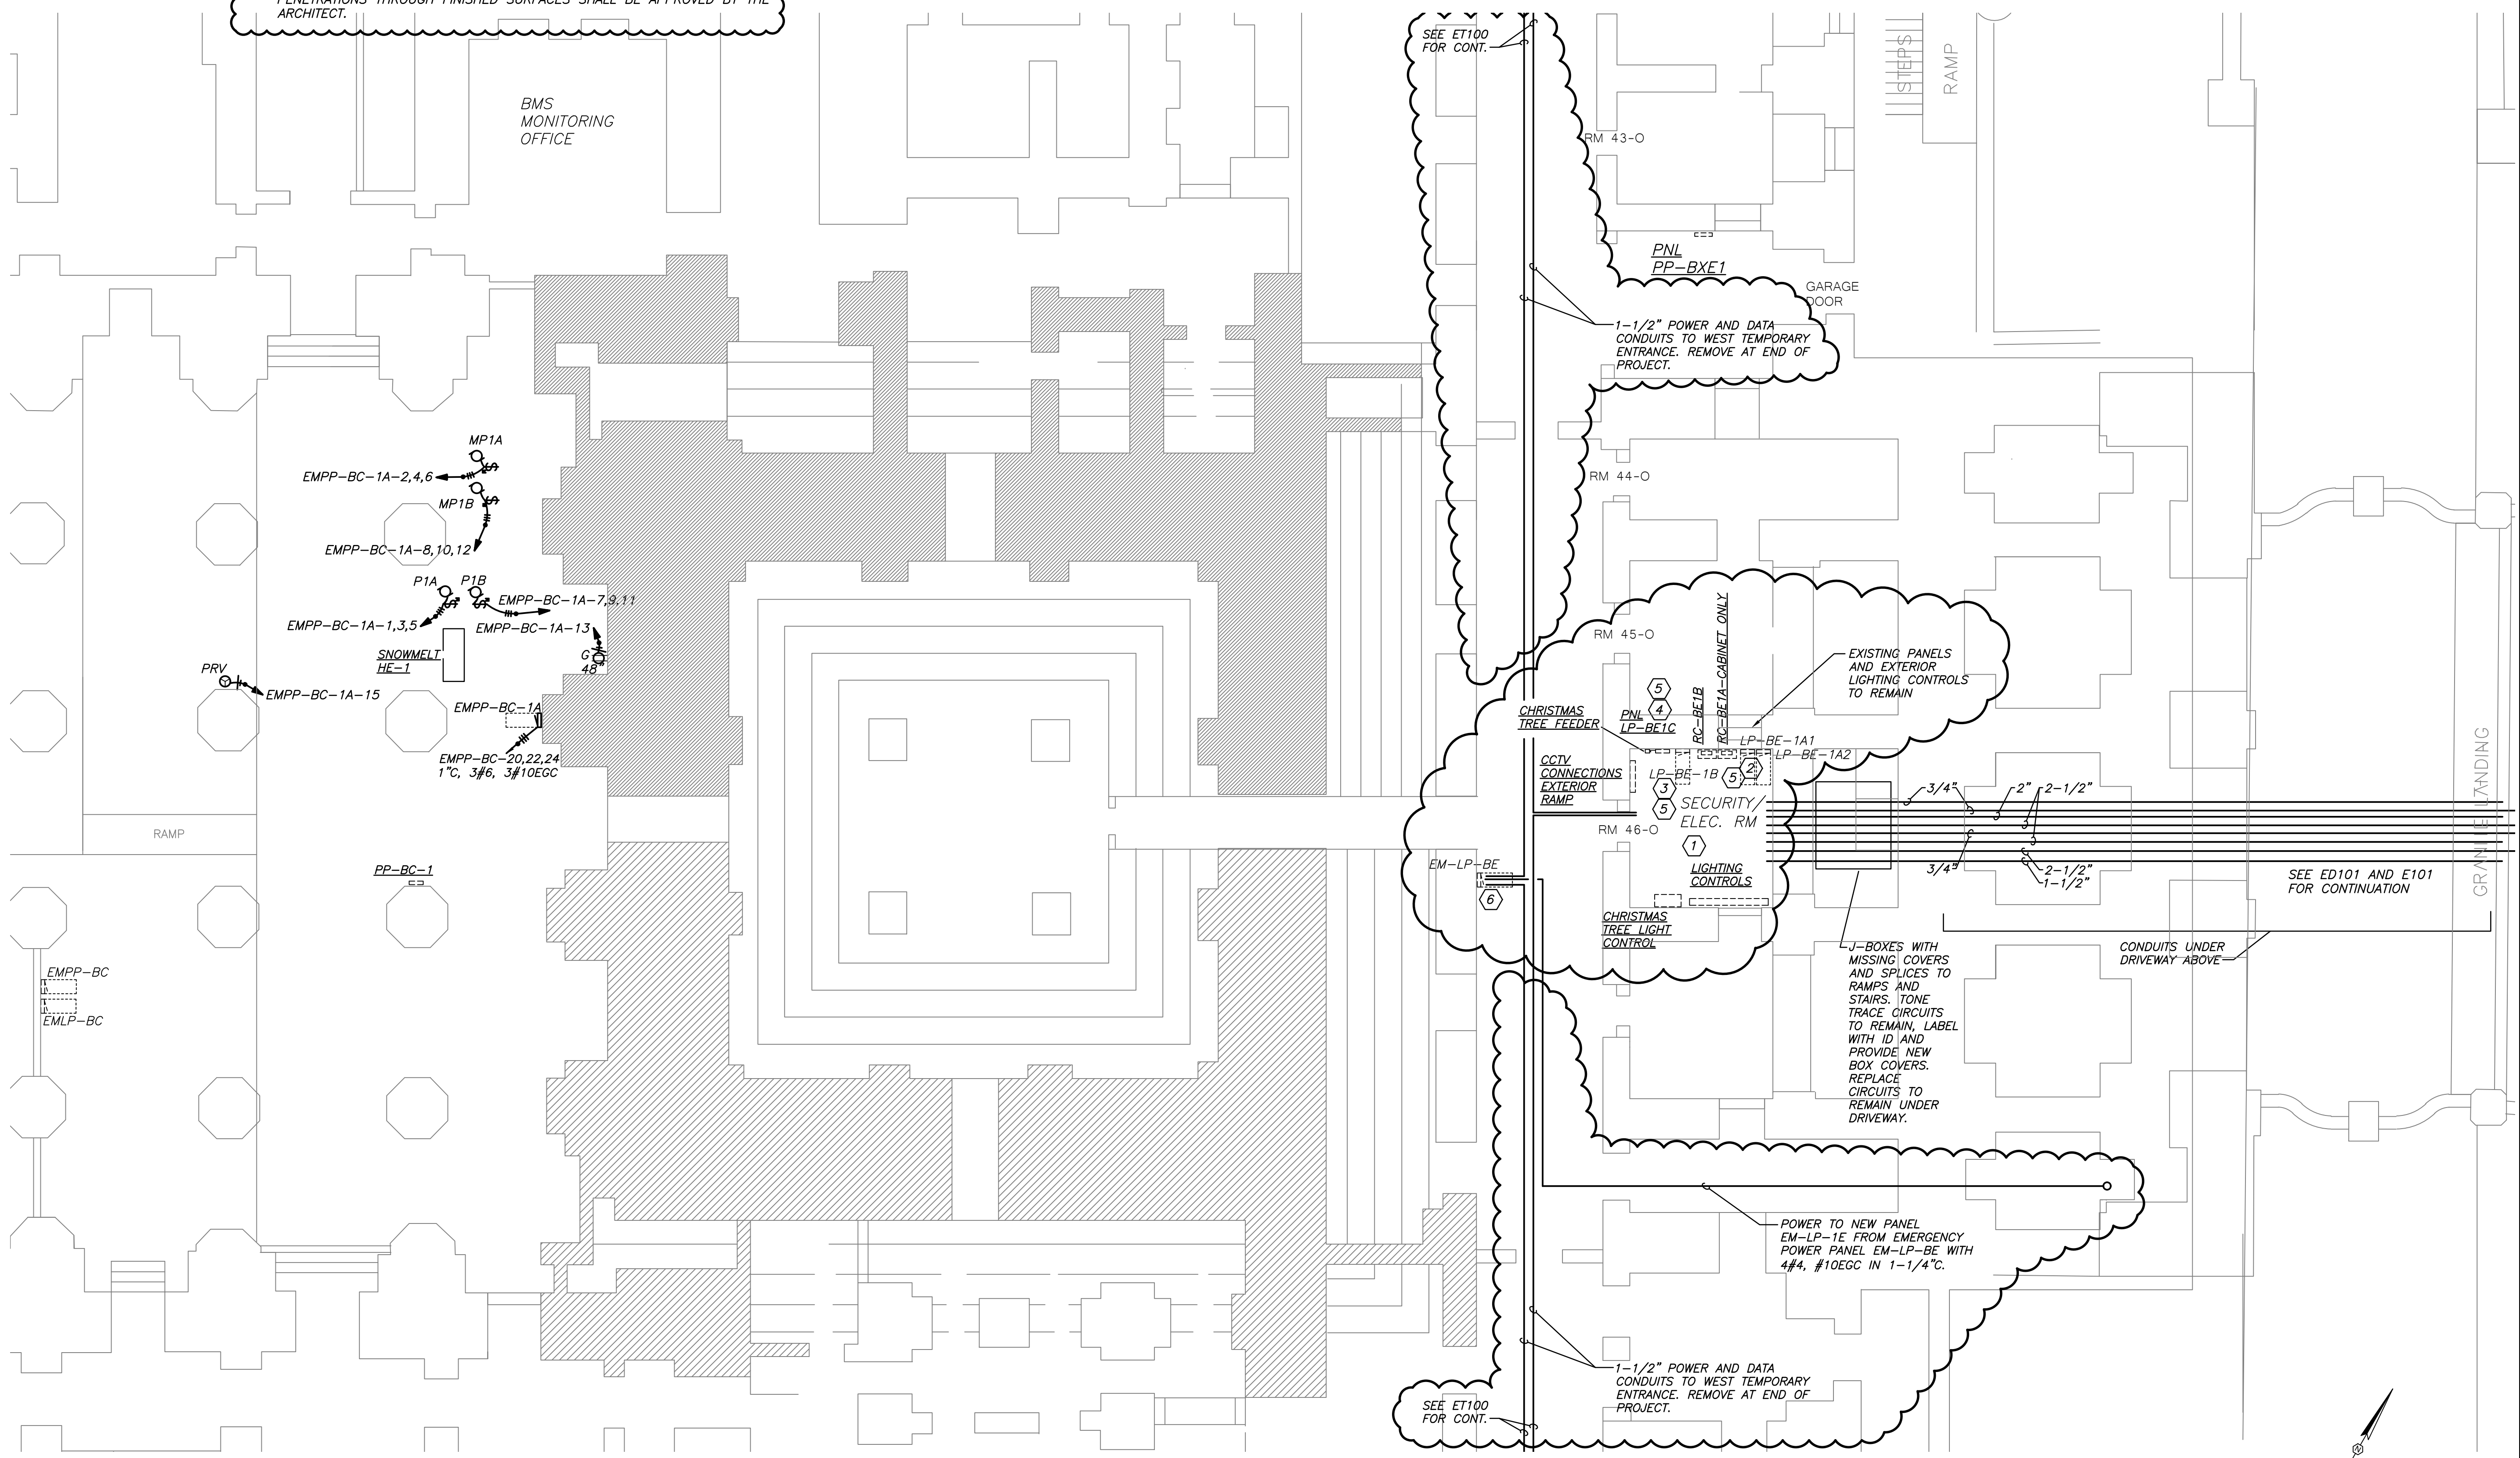 PENETRATIONS THROUGH FINISHED SURFACES SHALL BE APPROVED BY THE
ARCHITECT.
BMS
MONITORING
OFFICE
SEE ET100
FOR CONT.
STEPS
RAMP
RM 43-O
PNL
PP-BXE1
GARAGE
DOOR
1-1/2" POWER AND DATA
CONDUITS TO WEST TEMPORARY
ENTRANCE. REMOVE AT END OF
PROJECT.
MP1A
EMPP-BC-1A-2,4,6
MP1B
EMPP-BC-1A-8,10,12
P1A
P1B
EMPP-BC-1A-7,9,11
EMPP-BC-1A-1,3,5
EMPP-BC-1A-13
SNOWMELT
HE-1
G
48"
PRV
EMPP-BC-1A-15
EMPP-BC-1A
EMPP-BC-20,22,24
1"C, 3#6, 3#10EGC
RAMP
PP-BC-1
EMPP-BC
EMLP-BC
RM 44-O
RM 45-O
EXISTING PANELS
AND EXTERIOR
LIGHTING CONTROLS
TO REMAIN
CHRISTMAS
TREE FEEDER
5
4
PNL
LP-BE1C
RC-BE1B
RC-BE1A-CABINET ONLY
LP-BE-1A1
LP-BE-1A2
CCTV
CONNECTIONS
EXTERIOR
RAMP
LP-BE-1B
5
2
3
5
SECURITY/
ELEC. RM
RM 46-O
1
EM-LP-BE
6
LIGHTING
CONTROLS
CHRISTMAS
TREE LIGHT
CONTROL
3/4"
2"
2-1/2"
3/4"
2-1/2"
1-1/2"
GRANITE LANDING
SEE ED101 AND E101
FOR CONTINUATION
J-BOXES WITH
MISSING COVERS
AND SPLICES TO
RAMPS AND
STAIRS. TONE
TRACE CIRCUITS
TO REMAIN, LABEL
WITH ID AND
PROVIDE NEW
BOX COVERS.
REPLACE
CIRCUITS TO
REMAIN UNDER
DRIVEWAY.
CONDUITS UNDER
DRIVEWAY ABOVE
POWER TO NEW PANEL
EM-LP-1E FROM EMERGENCY
POWER PANEL EM-LP-BE WITH
4#4, #10EGC IN 1-1/4"C.
1-1/2" POWER AND DATA
CONDUITS TO WEST TEMPORARY
ENTRANCE. REMOVE AT END OF
PROJECT.
SEE ET100
FOR CONT.
N